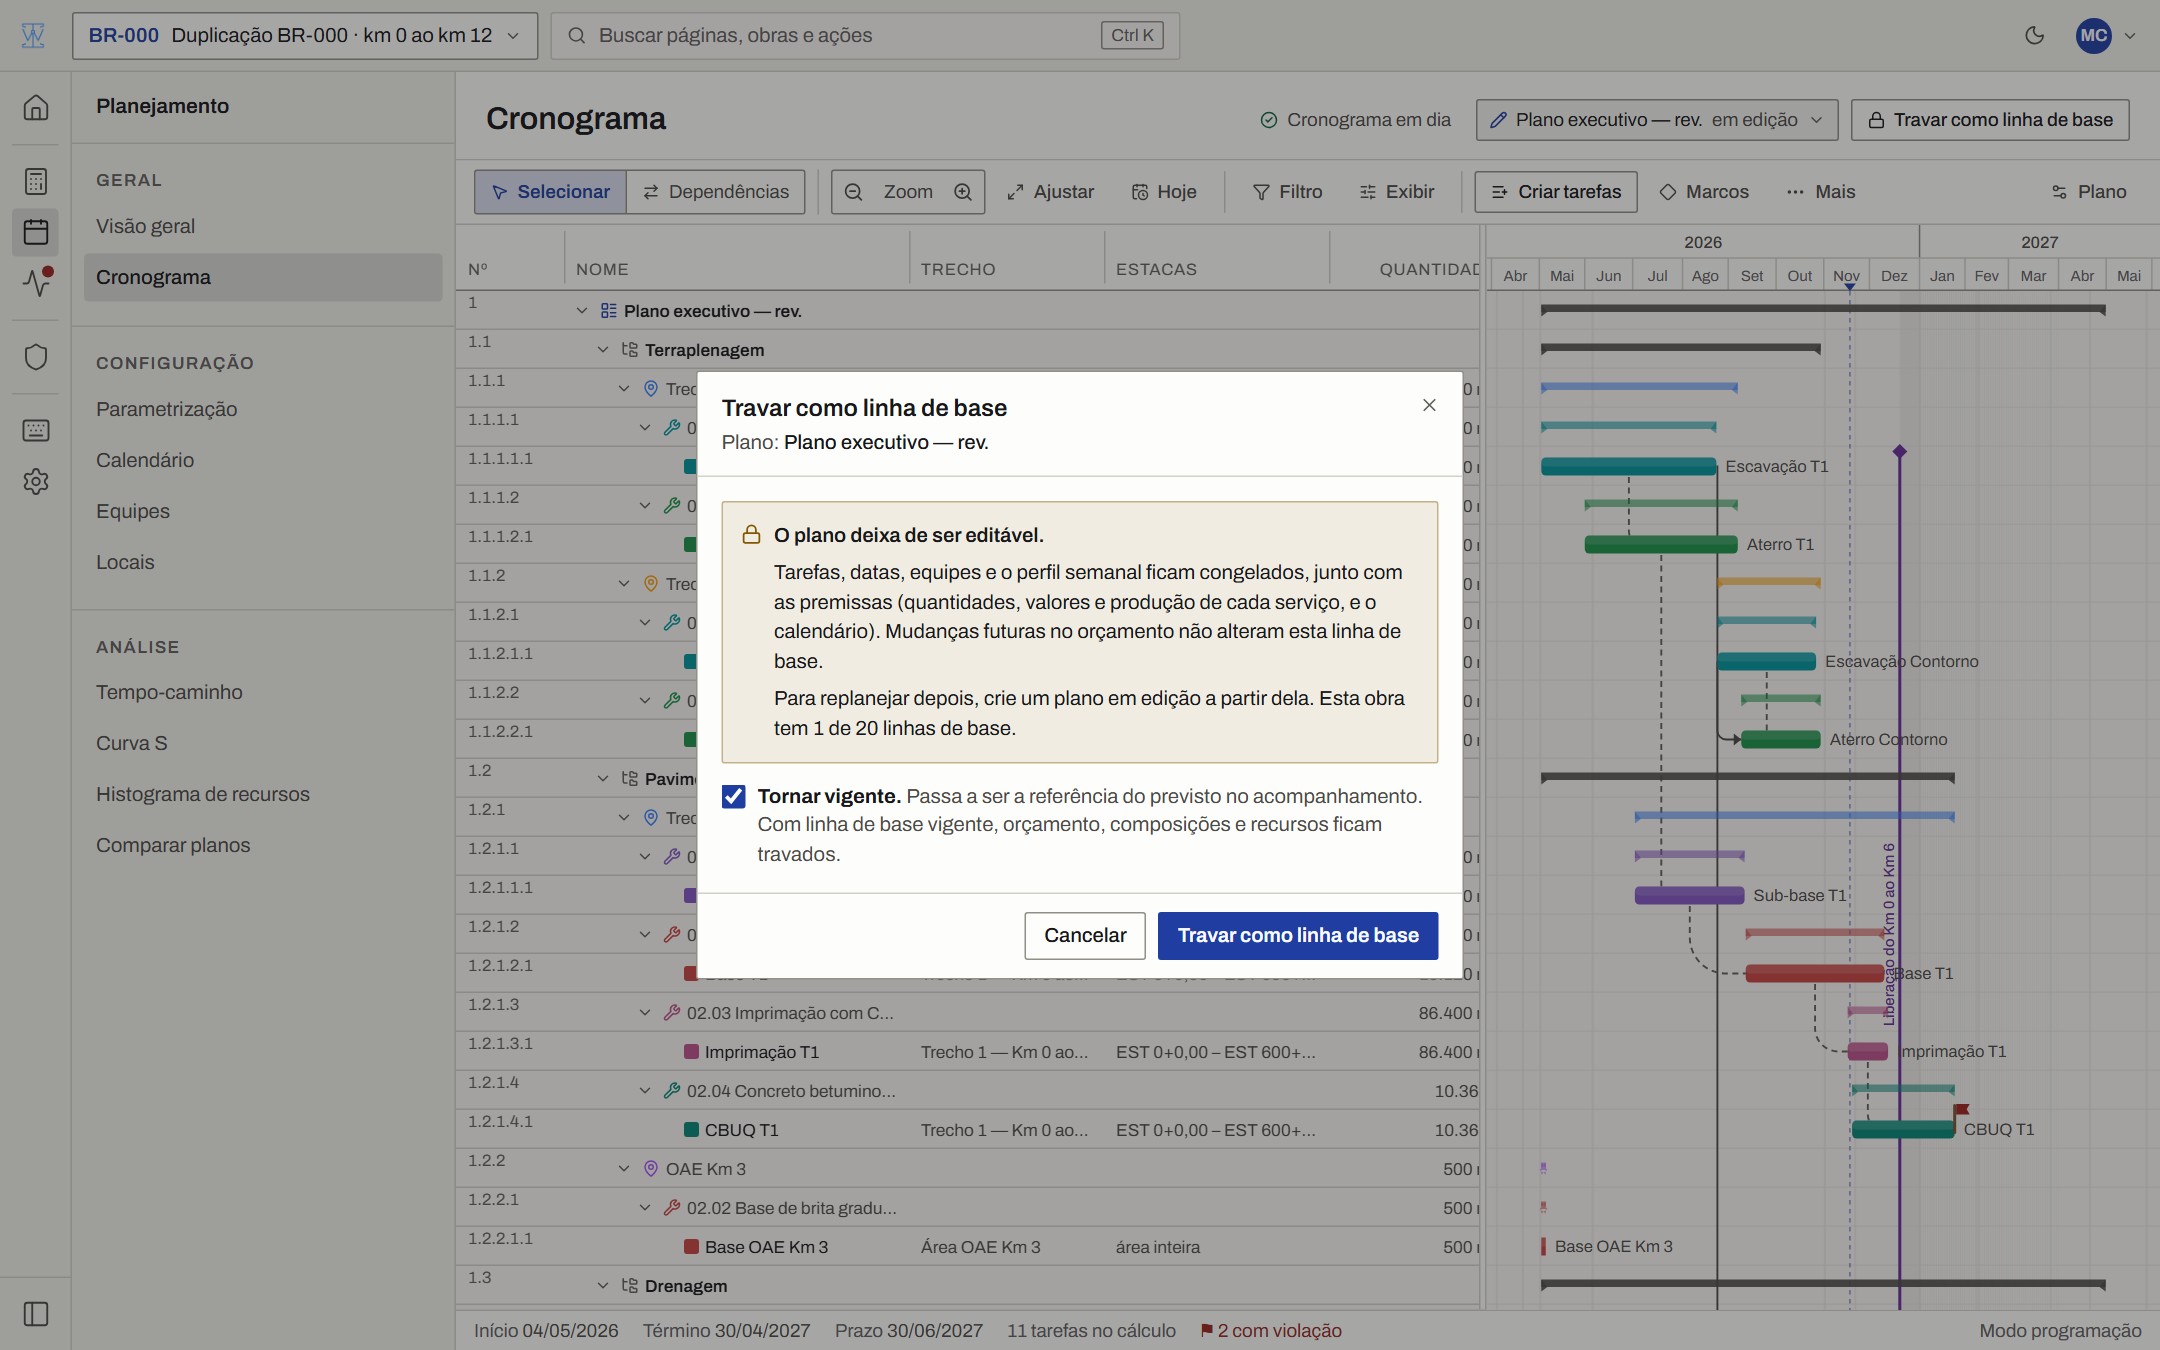 BR-000 Duplicação BR-000 · km 0 ao km 12
Buscar páginas, obras e ações
Ctrl K
MC
Planejamento
GERAL
Visão geral
Cronograma
CONFIGURAÇÃO
Parametrização
Calendário
Equipes
Locais
ANÁLISE
Tempo-caminho
Curva S
Histograma de recursos
Comparar planos
Cronograma
Cronograma em dia
Plano executivo — rev. em edição
Travar como linha de base
Selecionar
Dependências
Zoom
Ajustar
Hoje
Filtro
Exibir
Criar tarefas
Marcos
Mais
Plano
Nº NOME TRECHO ESTACAS QUANTIDAD
2026 2027
Abr Mai Jun Jul Ago Set Out Nov Dez Jan Fev Mar Abr Mai
1 Plano executivo — rev.
1.1 Terraplenagem
1.1.1 Trec
1.1.1.1 0
1.1.1.1.1
Escavação T1
1.1.1.2 0
1.1.1.2.1
Aterro T1
1.1.2 Trec
1.1.2.1 0
1.1.2.1.1
Escavação Contorno
1.1.2.2 0
1.1.2.2.1
Aterro Contorno
1.2 Pavim
1.2.1 Trec
1.2.1.1 0
1.2.1.1.1
Sub-base T1
1.2.1.2 0
1.2.1.2.1
Base T1
1.2.1.3 02.03 Imprimação com C... 86.400
1.2.1.3.1 Imprimação T1 Trecho 1 — Km 0 ao... EST 0+0,00 – EST 600+... 86.400
Imprimação T1
1.2.1.4 02.04 Concreto betumino... 10.36
1.2.1.4.1 CBUQ T1 Trecho 1 — Km 0 ao... EST 0+0,00 – EST 600+... 10.36
CBUQ T1
1.2.2 OAE Km 3 500
1.2.2.1 02.02 Base de brita gradu... 500
1.2.2.1.1 Base OAE Km 3 Área OAE Km 3 área inteira 500
Base OAE Km 3
1.3 Drenagem
Liberação do Km 0 ao Km 6
Travar como linha de base
Plano: Plano executivo — rev.
O plano deixa de ser editável.
Tarefas, datas, equipes e o perfil semanal ficam congelados, junto com
as premissas (quantidades, valores e produção de cada serviço, e o
calendário). Mudanças futuras no orçamento não alteram esta linha de
base.
Para replanejar depois, crie um plano em edição a partir dela. Esta obra
tem 1 de 20 linhas de base.
Tornar vigente. Passa a ser a referência do previsto no acompanhamento.
Com linha de base vigente, orçamento, composições e recursos ficam
travados.
Cancelar
Travar como linha de base
Início 04/05/2026 Término 30/04/2027 Prazo 30/06/2027 11 tarefas no cálculo 2 com violação
Modo programação